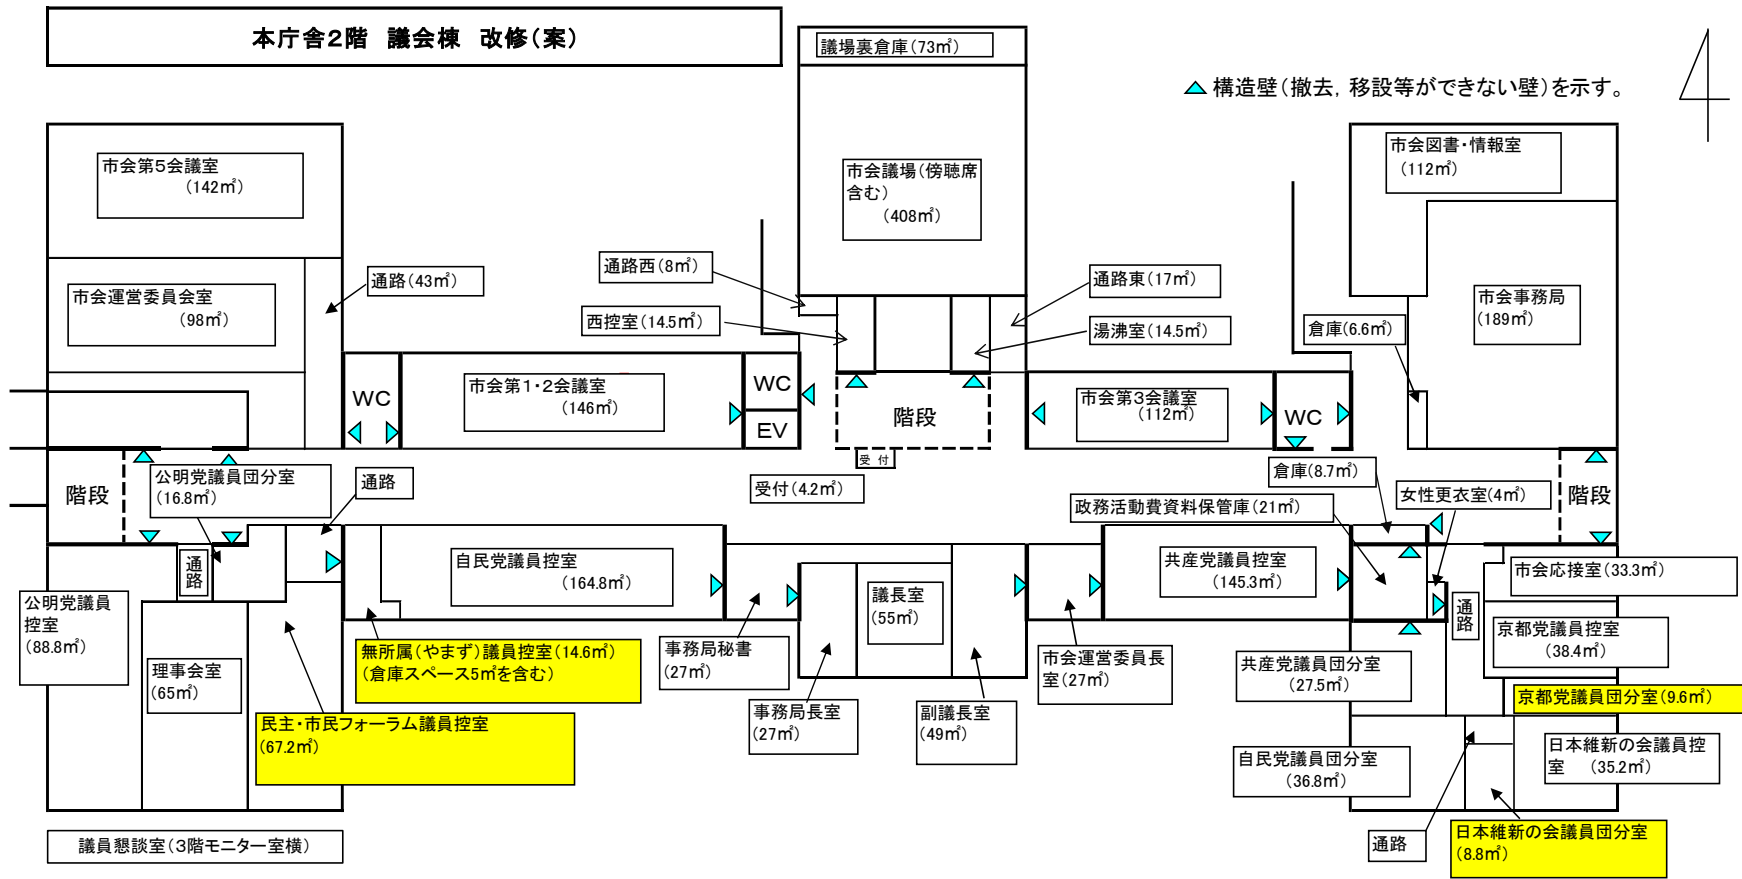 本庁舎2階 議会棟 改修(案)
議場裏倉庫(73㎡)
構造壁(撤去,移設等ができない壁)を示す。
市会第5会議室
(142㎡)
市会議場(傍聴席
含む)
(408㎡)
市会図書・情報室
(112㎡)
市会運営委員会室
(98㎡)
通路(43㎡)
通路西(8㎡)
西控室(14.5㎡)
通路東(17㎡)
湯沸室(14.5㎡)
倉庫(6.6㎡)
市会事務局
(189㎡)
WC
市会第1・2会議室
(146㎡)
WC
EV
階段
受 付
市会第3会議室
(112㎡)
WC
階段
公明党議員団分室
(16.8㎡)
通路
受付(4.2㎡)
倉庫(8.7㎡)
政務活動費資料保管庫(21㎡)
女性更衣室(4㎡)
階段
通路
自民党議員控室
(164.8㎡)
議長室
(55㎡)
共産党議員控室
(145.3㎡)
通路
市会応接室(33.3㎡)
公明党議員
控室
(88.8㎡)
理事会室
(65㎡)
無所属(やまず)議員控室(14.6㎡)
(倉庫スペース5㎡を含む)
事務局秘書
(27㎡)
市会運営委員長
室(27㎡)
共産党議員団分室
(27.5㎡)
京都党議員控室
(38.4㎡)
京都党議員団分室(9.6㎡)
民主・市民フォーラム議員控室
(67.2㎡)
事務局長室
(27㎡)
副議長室
(49㎡)
自民党議員団分室
(36.8㎡)
日本維新の会議員控
室 (35.2㎡)
議員懇談室(3階モニター室横)
通路
日本維新の会議員団分室
(8.8㎡)